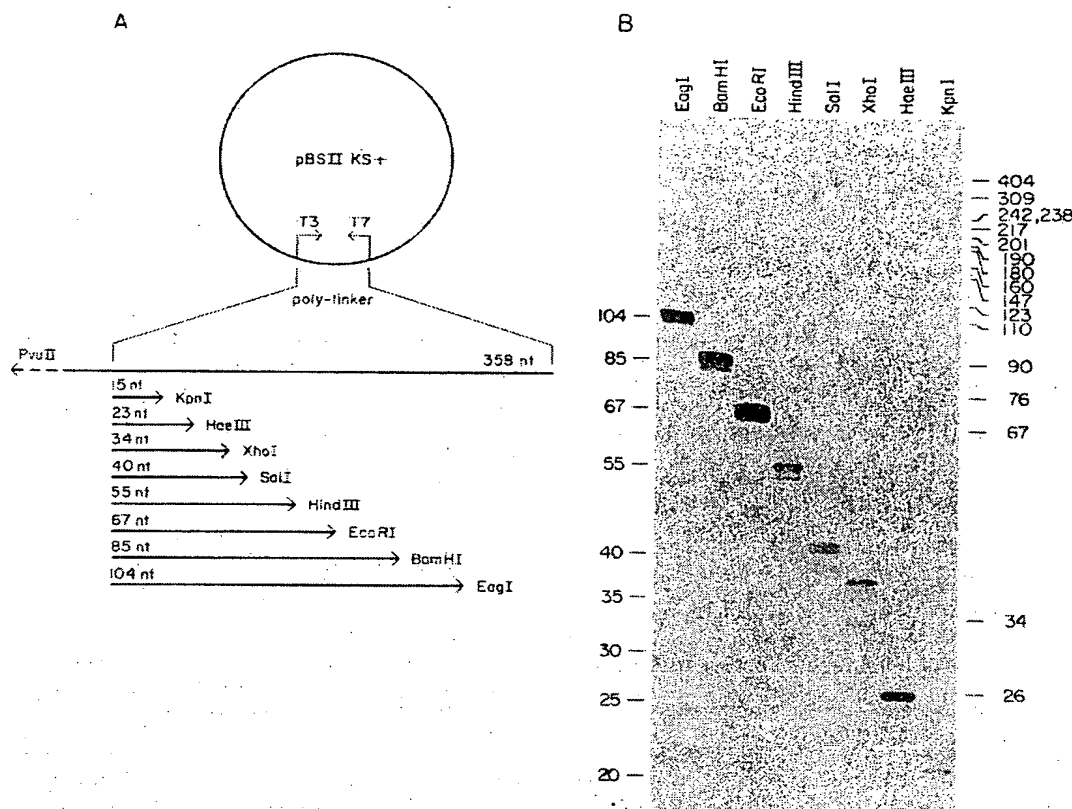 A
pBSII KS+
T3
T7
poly-linker
PvuII
358 nt
15 nt
KpnI
23 nt
HaeIII
34 nt
XhoI
40 nt
SalI
55 nt
HindIII
67 nt
EcoRI
85 nt
BamHI
104 nt
EagI
B
EagI
BamHI
EcoRI
HindIII
SalI
XhoI
HaeIII
KpnI
104
85
67
55
40
35
30
25
20
404
309
242,238
217
201
190
180
160
147
123
110
90
76
67
34
26